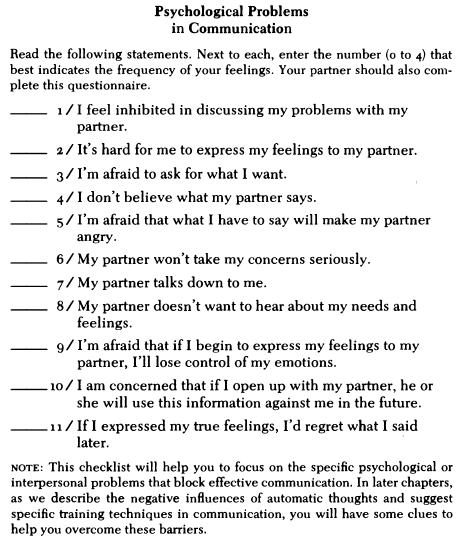 Psychological Problems
in Communication
Read the following statements. Next to each, enter the number (0 to 4) that
best indicates the frequency of your feelings. Your partner should also com-
plete this questionnaire.
_____ 1/ I feel inhibited in discussing my problems with my
partner.
_____ 2/ It's hard for me to express my feelings to my partner.
_____ 3/ I'm afraid to ask for what I want.
_____ 4/ I don't believe what my partner says.
_____ 5/ I'm afraid that what I have to say will make my partner
angry.
_____ 6/ My partner won't take my concerns seriously.
_____ 7/ My partner talks down to me.
_____ 8/ My partner doesn't want to hear about my needs and
feelings.
_____ 9/ I'm afraid that if I begin to express my feelings to my
partner, I'll lose control of my emotions.
_____ 10/ I am concerned that if I open up with my partner, he or
she will use this information against me in the future.
_____ 11/ If I expressed my true feelings, I'd regret what I said
later.
NOTE: This checklist will help you to focus on the specific psychological or
interpersonal problems that block effective communication. In later chapters,
as we describe the negative influences of automatic thoughts and suggest
specific training techniques in communication, you will have some clues to
help you overcome these barriers.